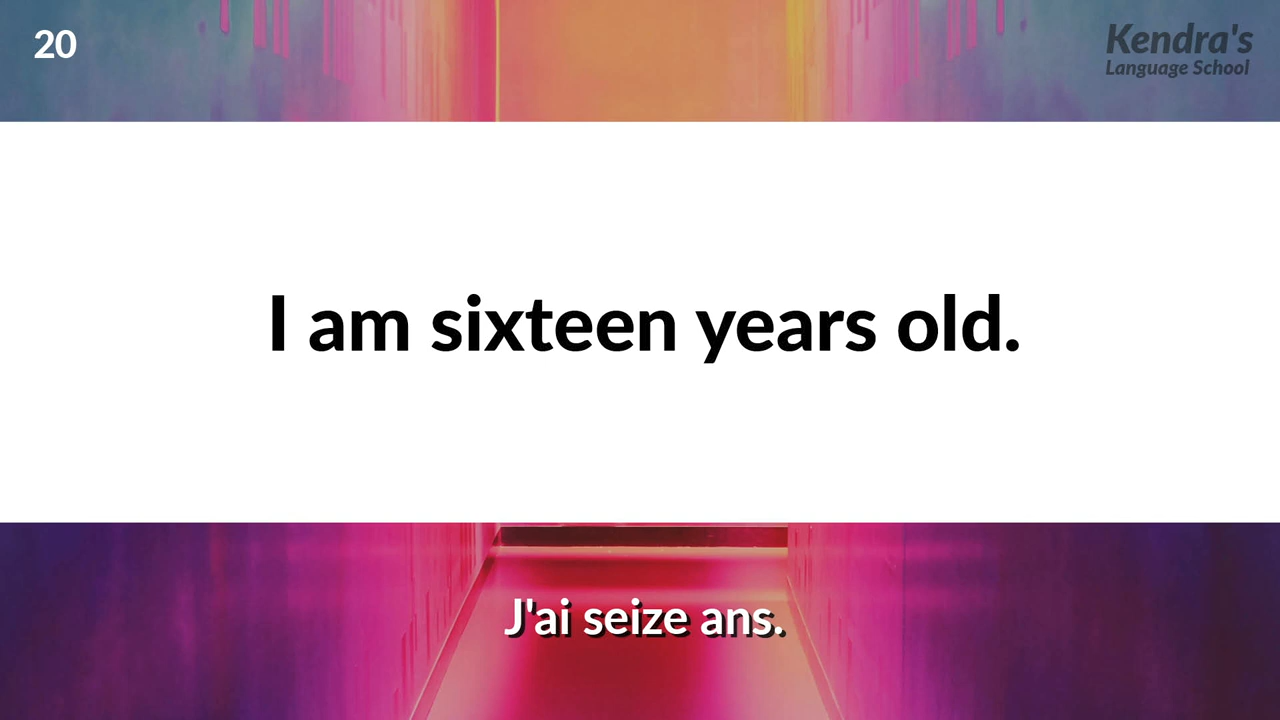 20
Kendra's
Language School
I am sixteen years old.
J'ai seize ans.